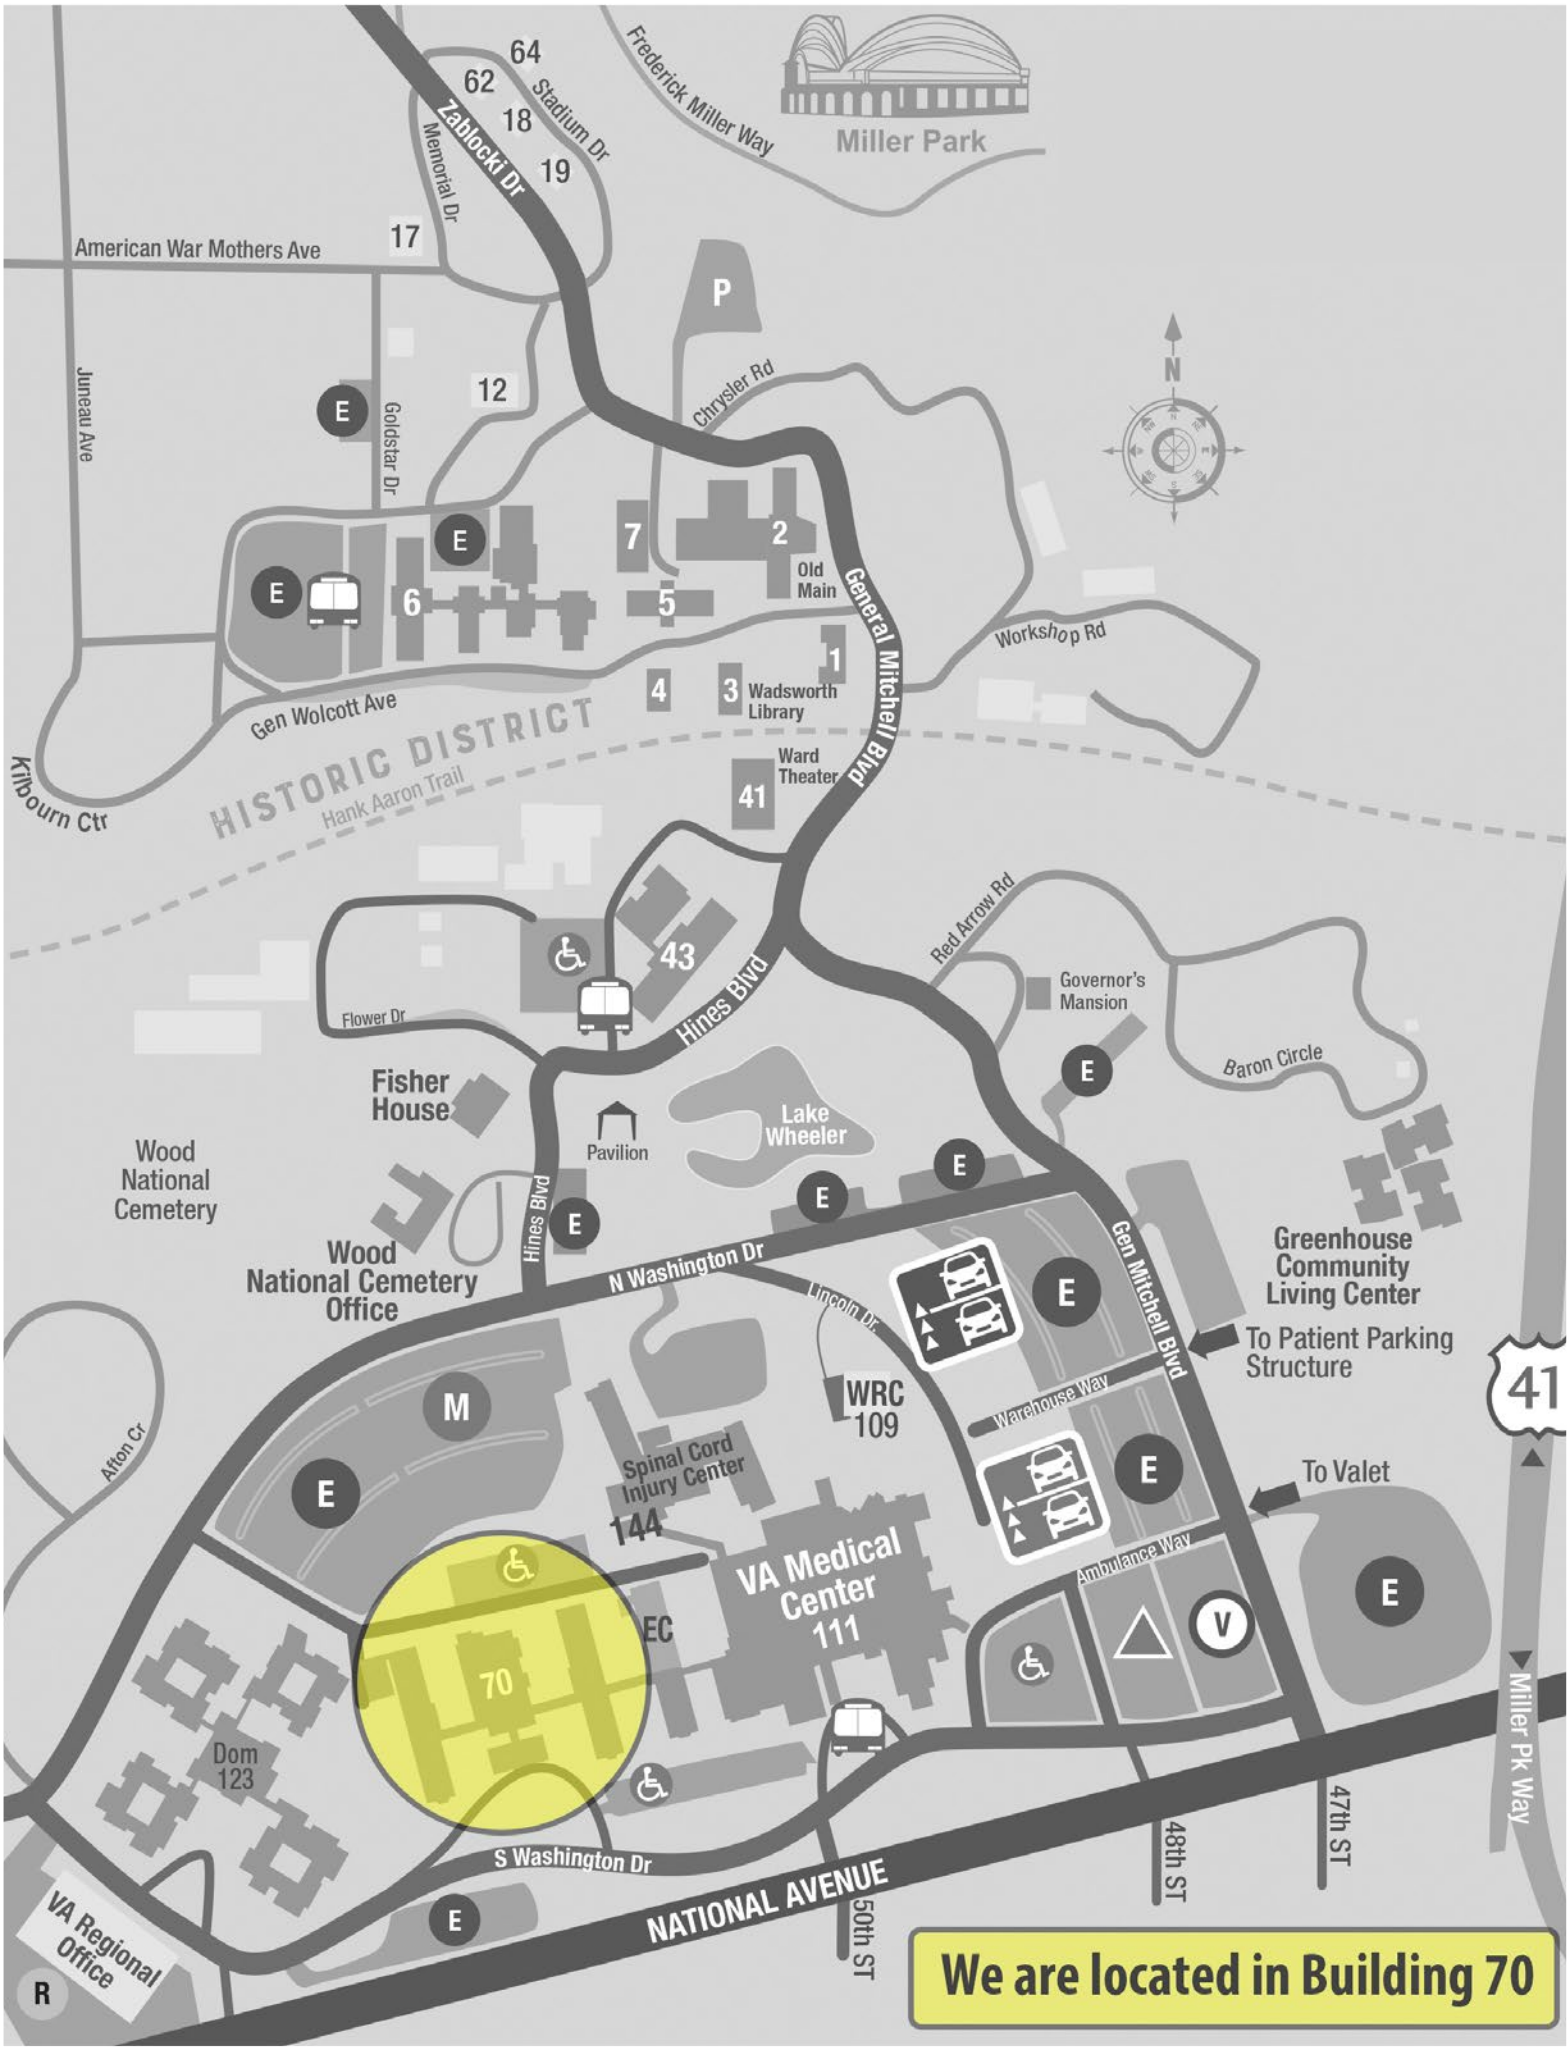 64
62
18
19
Stadium Dr
Zablocki Dr
Memorial Dr
Frederick Miller Way
Miller Park
17
American War Mothers Ave
P
Juneau Ave
12
E
Goldstar Dr
Chrysler Rd
N
E
E
6
7
2
5
Old
Main
General Mitchell Blvd
1
4
3
Wadsworth
Library
Workshop Rd
Gen Wolcott Ave
HISTORIC DISTRICT
Hank Aaron Trail
Kilbourn Ctr
Ward
Theater
41
43
Hines Blvd
Red Arrow Rd
Governor's
Mansion
Flower Dr
E
Baron Circle
Fisher
House
Pavilion
Lake
Wheeler
Wood
National
Cemetery
E
E
E
Hines Blvd
Wood
National Cemetery
Office
N Washington Dr
Lincoln Dr.
E
Gen Mitchell Blvd
Greenhouse
Community
Living Center
To Patient Parking
Structure
41
M
E
Afton Cr
WRC
109
Warehouse Way
Spinal Cord
Injury Center
144
E
To Valet
VA Medical
Center
111
Ambulance Way
V
E
EC
70
Dom
123
Miller Pk Way
S Washington Dr
47th ST
48th ST
50th ST
NATIONAL AVENUE
E
VA Regional
Office
R
We are located in Building 70